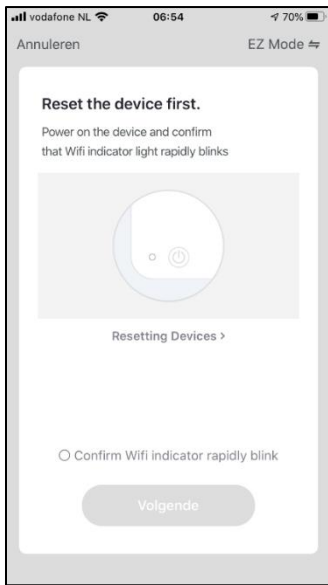 vodafone NL 06:54 70%
Annuleren EZ Mode
Reset the device first.
Power on the device and confirm
that Wifi indicator light rapidly blinks
Resetting Devices >
Confirm Wifi indicator rapidly blink
Volgende